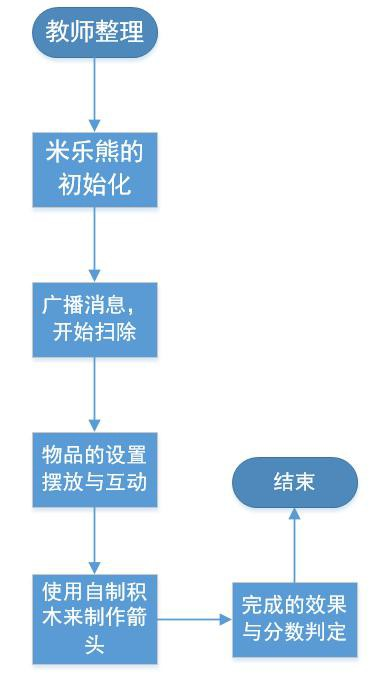 教师整理
米乐熊的
初始化
广播消息，
开始扫除
物品的设置
摆放与互动
使用自制积
木来制作箭
头
完成的效果
与分数判定
结束